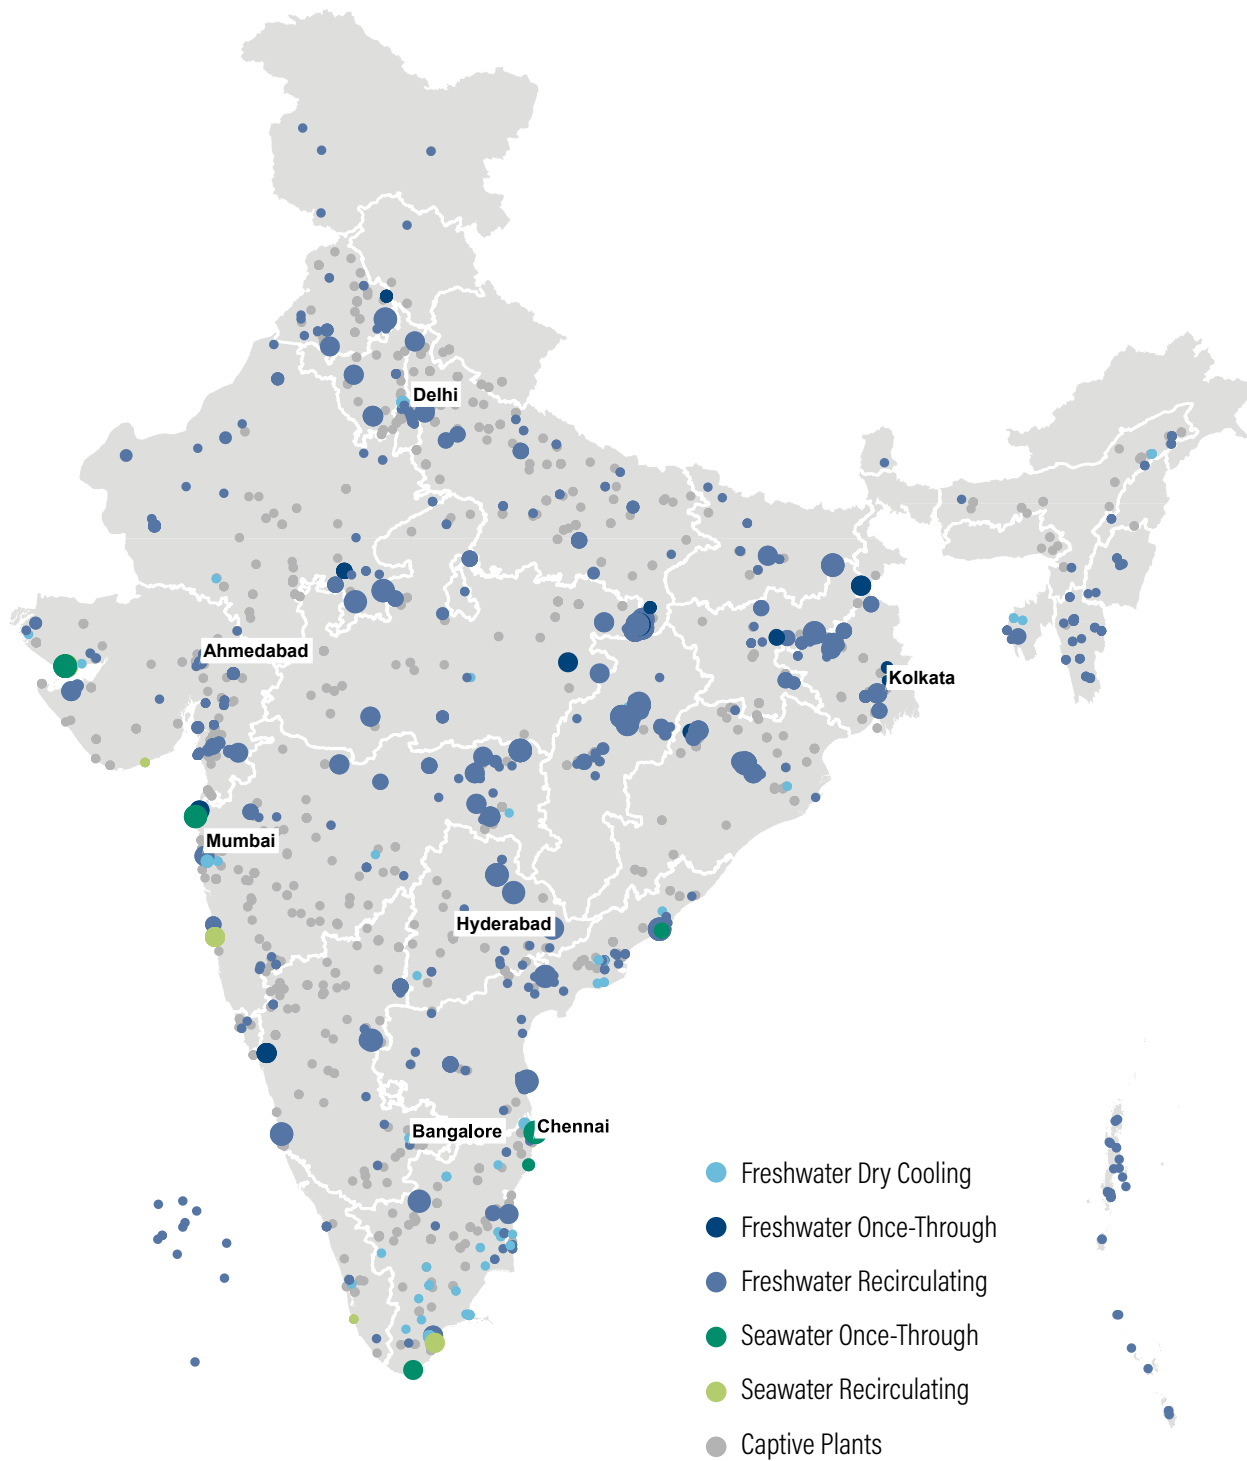 Delhi
Ahmedabad
Kolkata
Mumbai
Hyderabad
Bangalore
Chennai
Freshwater Dry Cooling
Freshwater Once-Through
Freshwater Recirculating
Seawater Once-Through
Seawater Recirculating
Captive Plants